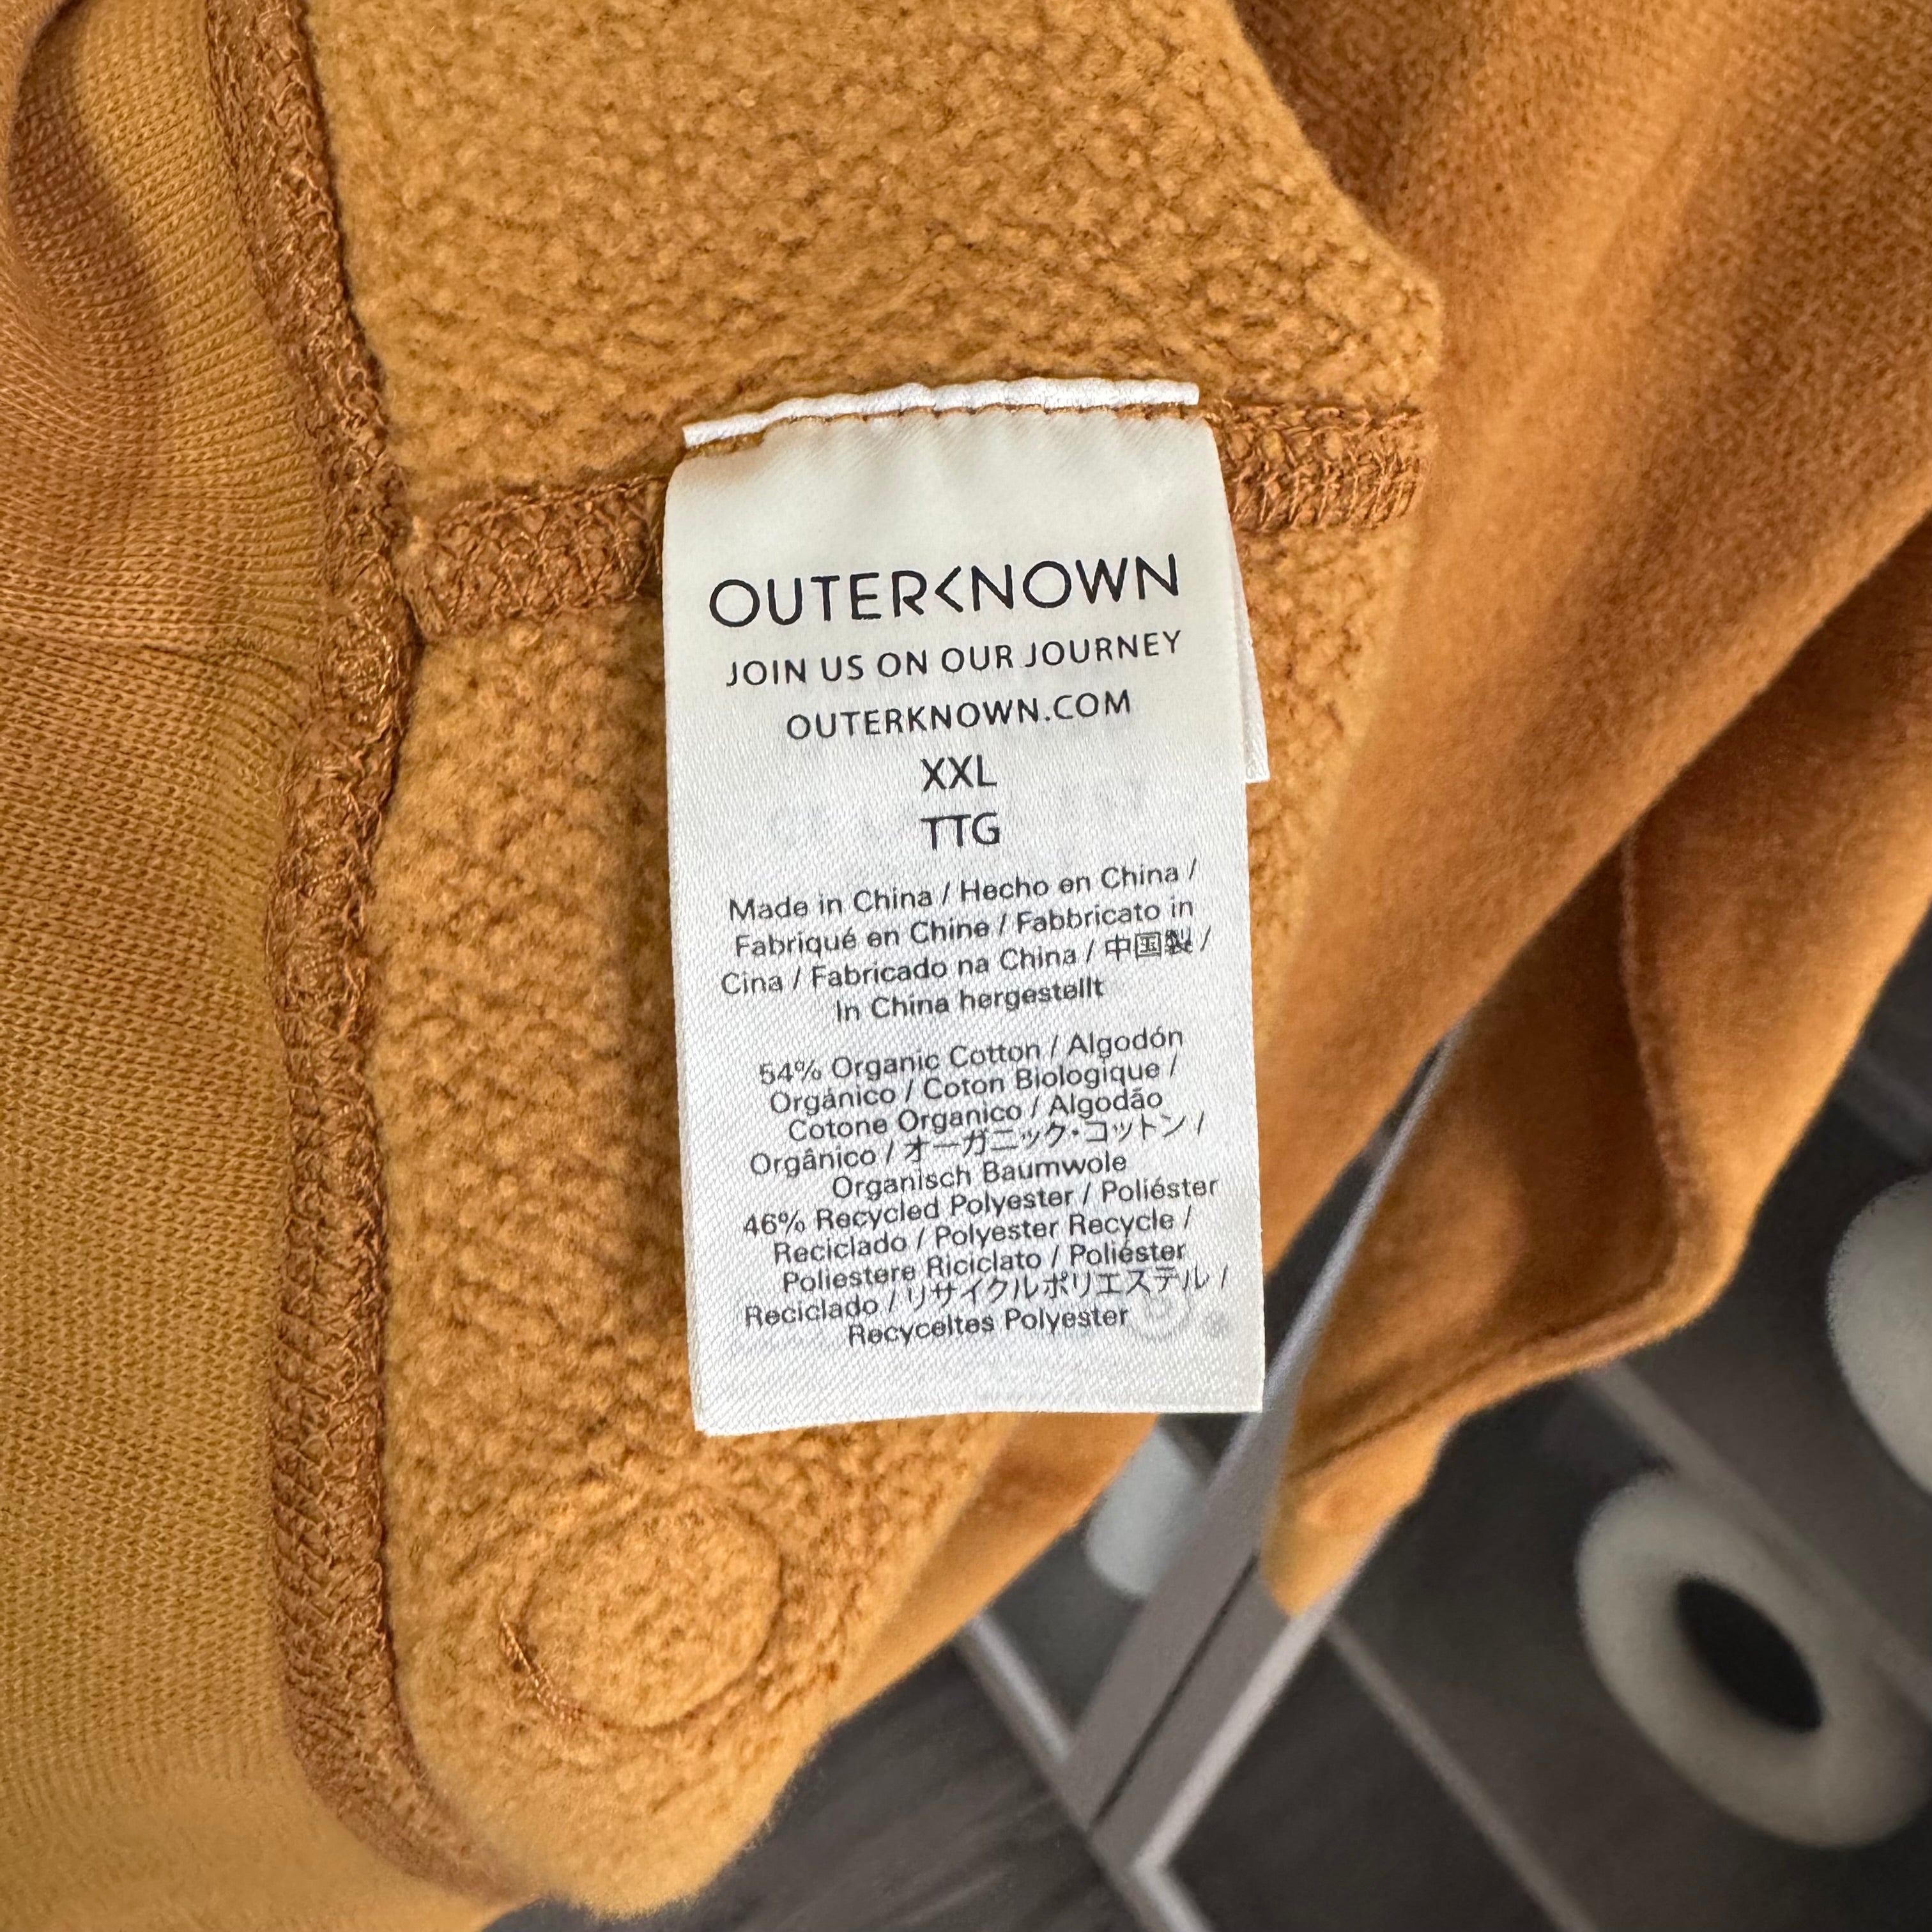 OUTERKNOWN
JOIN US ON OUR JOURNEY
OUTERKNOWN.COM
XXL
TTG
Made in China / Hecho en China /
Fabriqué en Chine / Fabbricato in
Cina / Fabricado na China / 中国製 /
In China hergestellt
54% Organic Cotton / Algodón
Orgánico / Coton Biologique /
Cotone Organico / Algodão
Orgânico / オーガニック・コットン /
Organisch Baumwole
46% Recycled Polyester / Poliéster
Reciclado / Polyester Recycle /
Poliestere Riciclato / Poliéster
Reciclado / リサイクルポリエステル /
Recyceltes Polyester